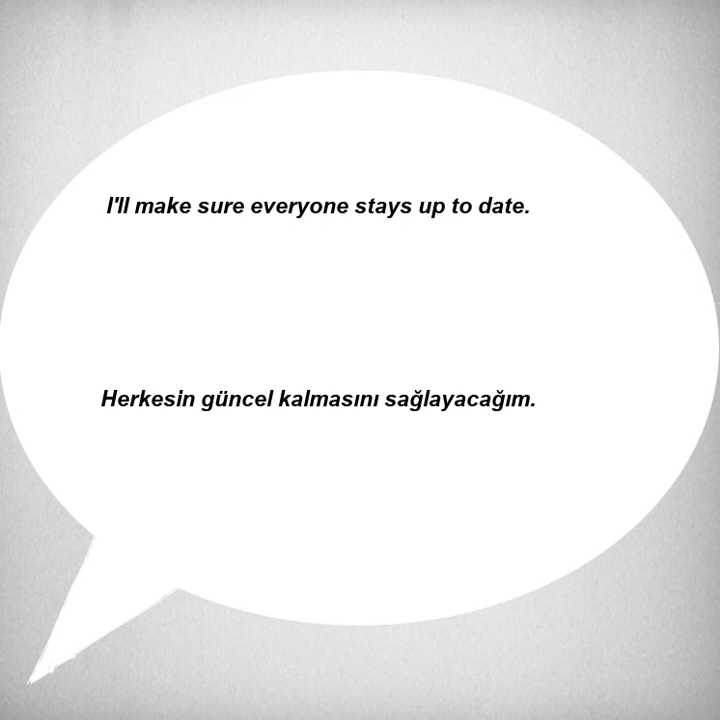 I'll make sure everyone stays up to date.
Herkesin güncel kalmasını sağlayacağım.